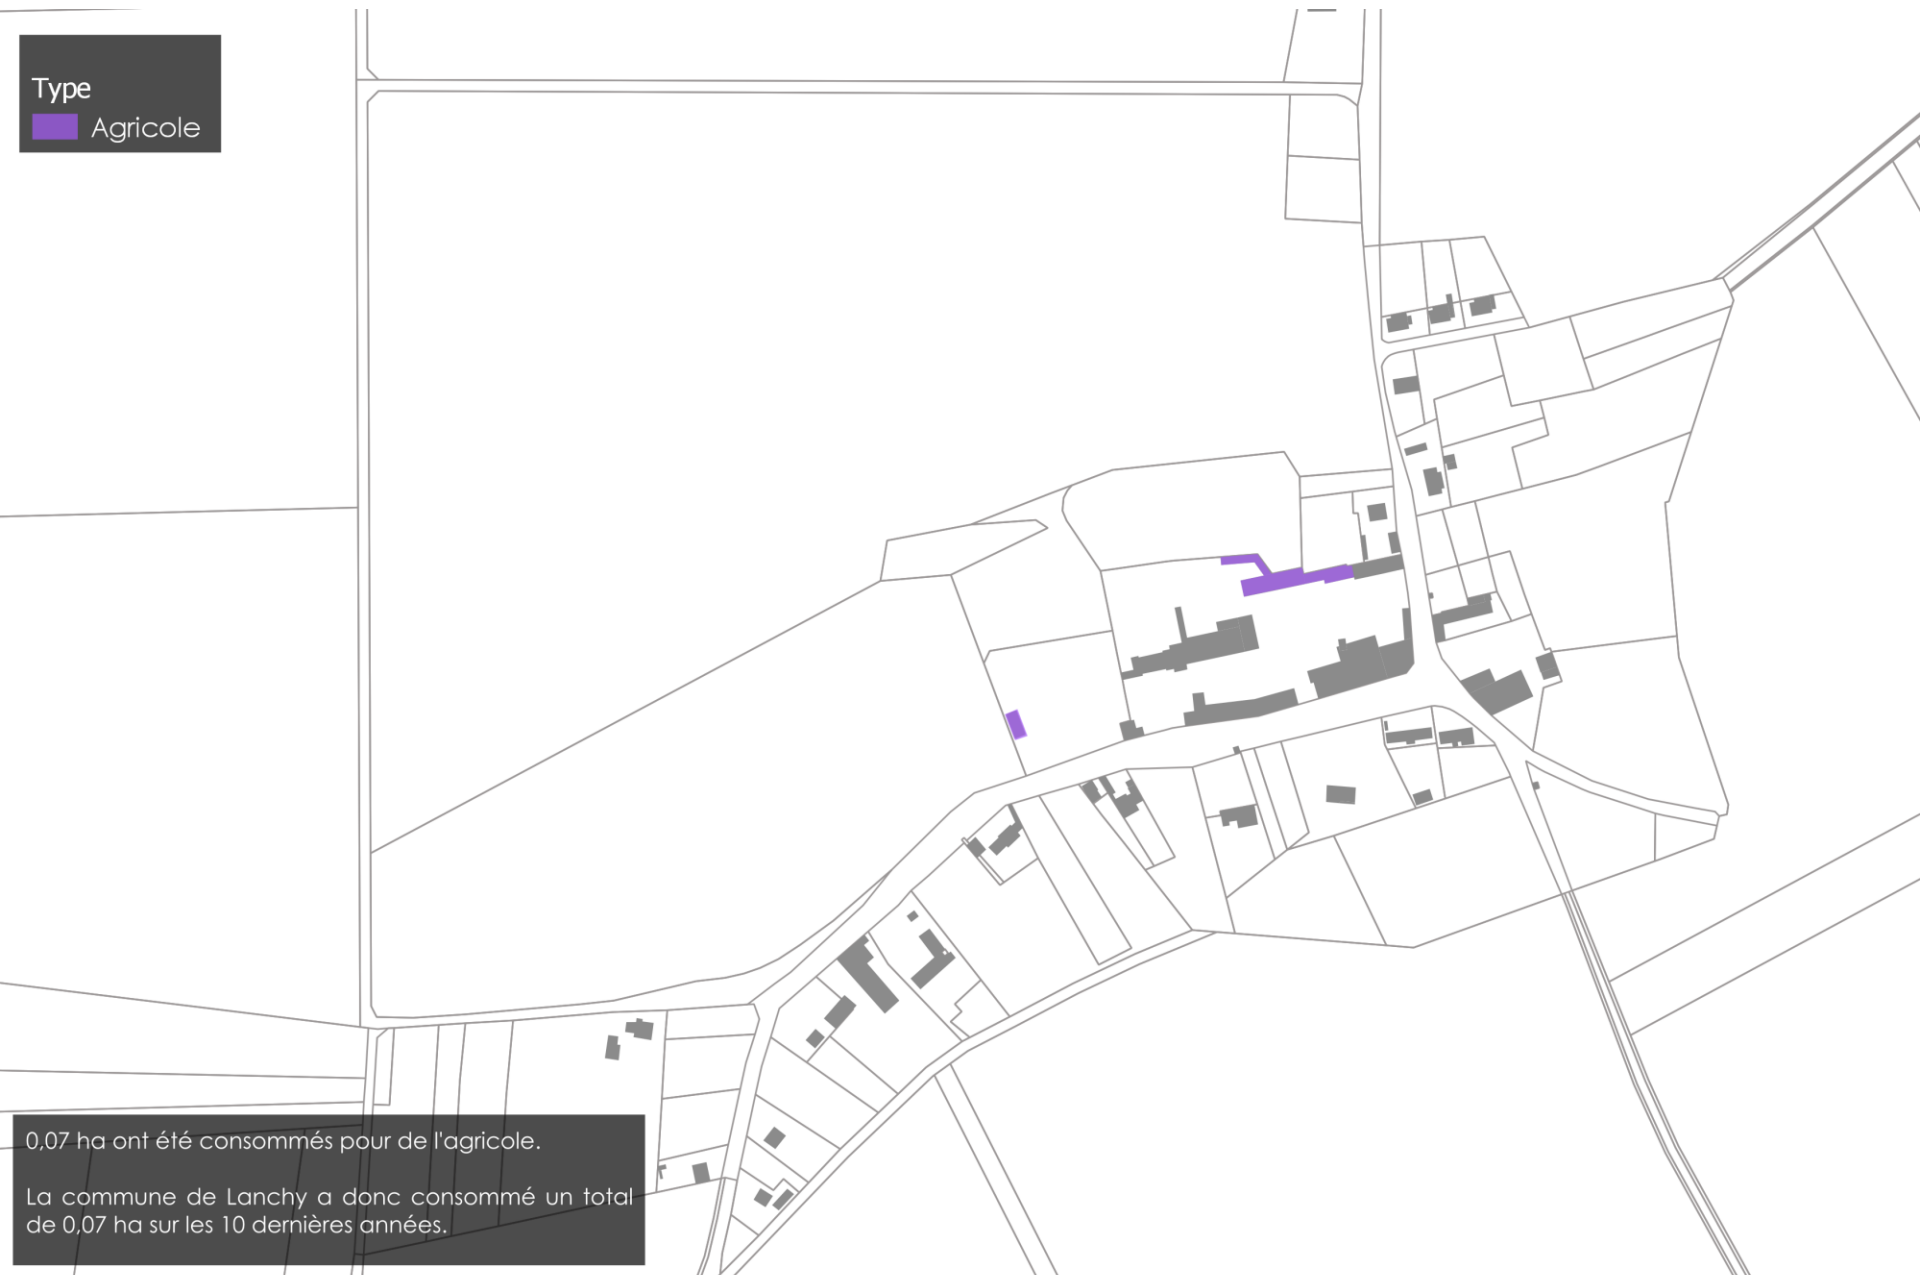 Type
Agricole
0,07 ha ont été consommés pour de l'agricole.
La commune de Lanchy a donc consommé un total
de 0,07 ha sur les 10 dernières années.